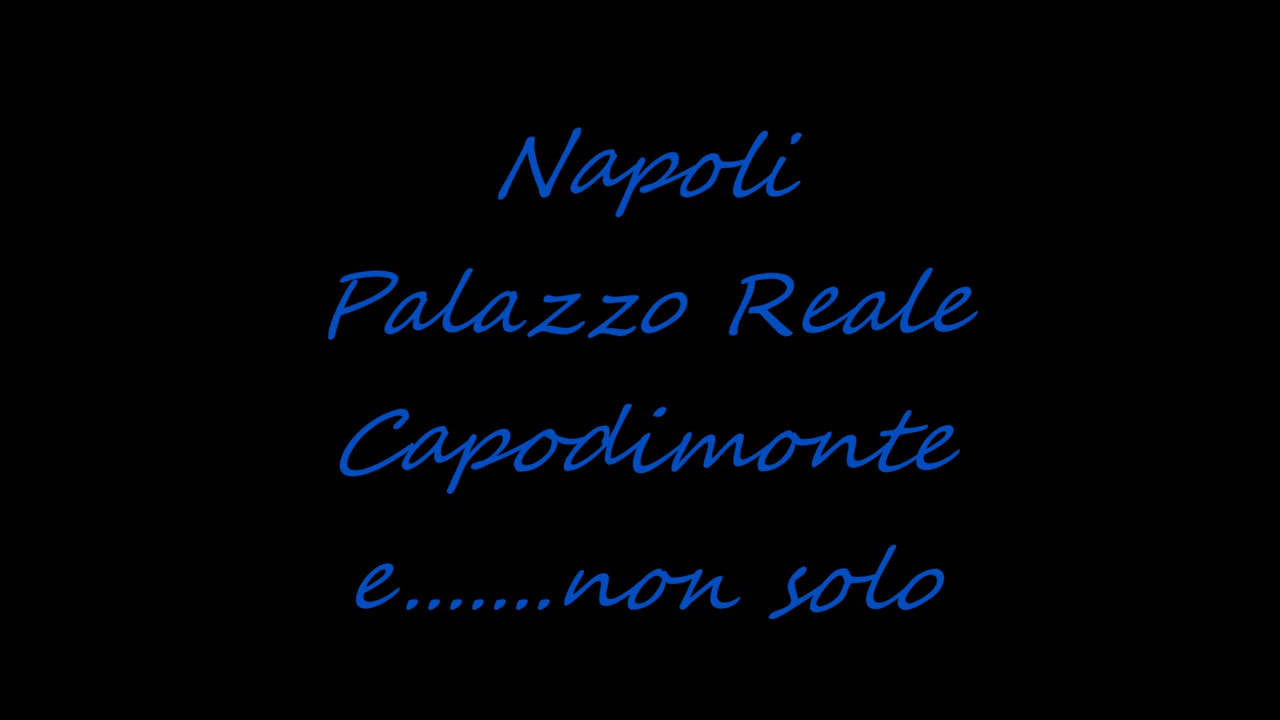 Napoli
Palazzo Reale
Capodimonte
e.......non solo